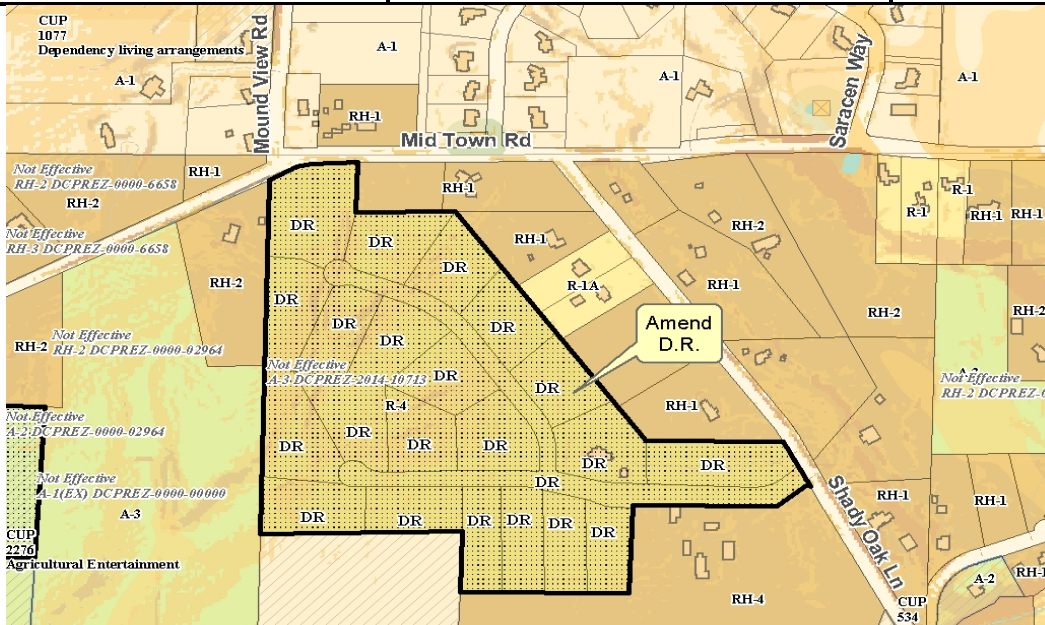 CUP
1077
Dependency living arrangements
A-1
A-1
A-1
A-1
Mound View Rd
Saracen Way
RH-1
Mid Town Rd
Not Effective
RH-2 DCPREZ-0000-6658
RH-1
RH-2
RH-1
R-1
R-1
RH-1
RH-1
DR
DR
RH-1
RH-2
Not Effective
RH-3 DCPREZ-0000-6658
DR
RH-2
R-1A
RH-1
DR
DR
DR
RH-2
Amend
D.R.
Not Effective
RH-2 DCPREZ-0000-02964
RH-2
DR
Not Effective
A-3 DCPREZ-2014-10713
DR
DR
A-2
Not Effective
RH-2 DCPREZ-0
R-4
RH-1
Not Effective
A-2 DCPREZ-0000-02964
DR
DR
DR
DR
DR
DR
DR
Not Effective
A-1(EX) DCPREZ-0000-00000
A-3
Shady Oak Ln
RH-1
RH-1
DR
DR
DR
DR
DR
DR
CUP
2276
Agricultural Entertainment
RH-4
A-2
RH-1
CUP
534